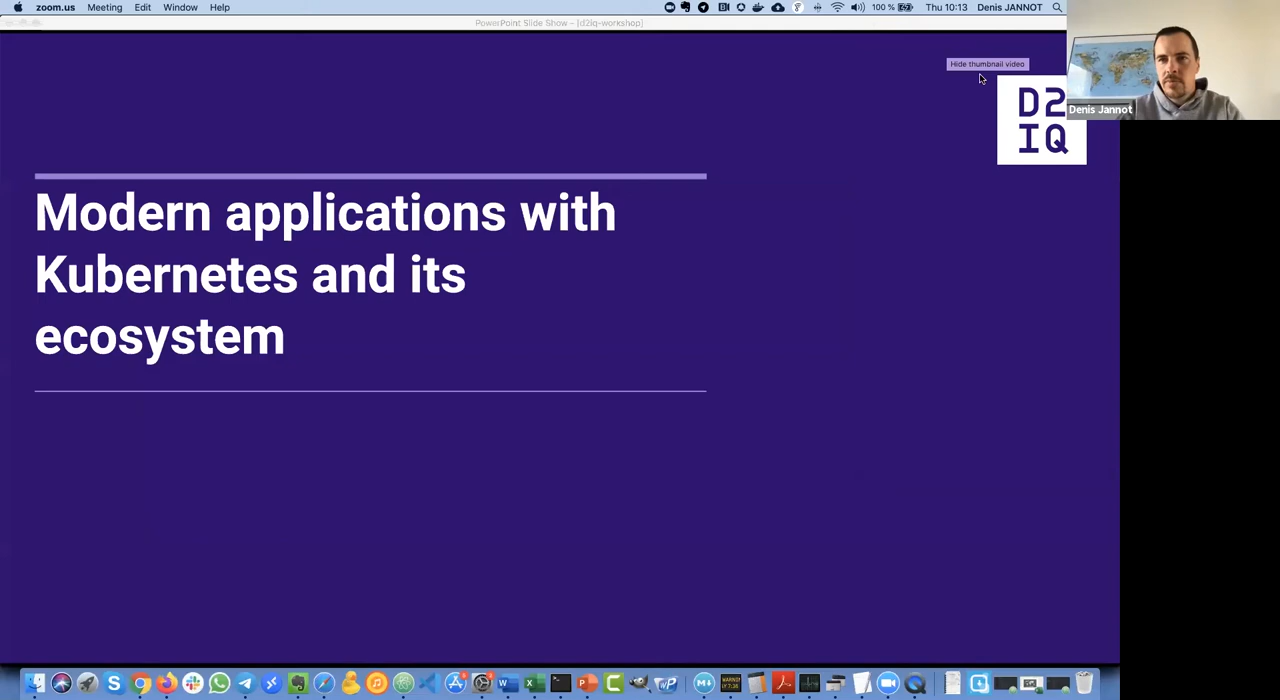 zoom.us Meeting Edit Window Help
100 % Thu 10:13 Denis JANNOT
PowerPoint Slide Show – [d2iq-workshop]
Hide thumbnail video
Denis Jannot
D2
IQ
Modern applications with
Kubernetes and its
ecosystem